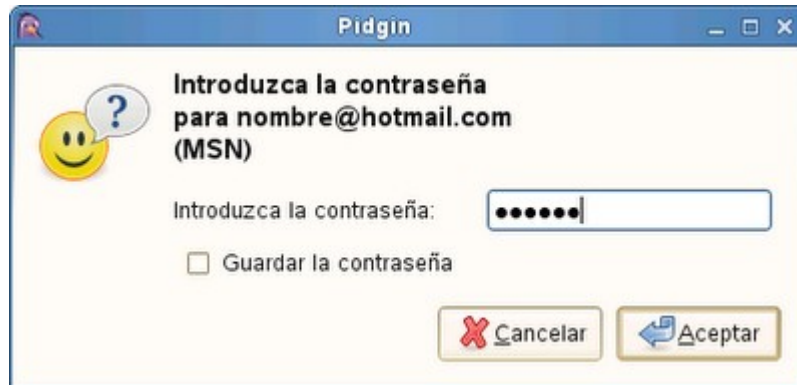 Pidgin
Introduzca la contraseña
para nombre@hotmail.com
(MSN)
?
Introduzca la contraseña: ••••••
Guardar la contraseña
Cancelar Aceptar